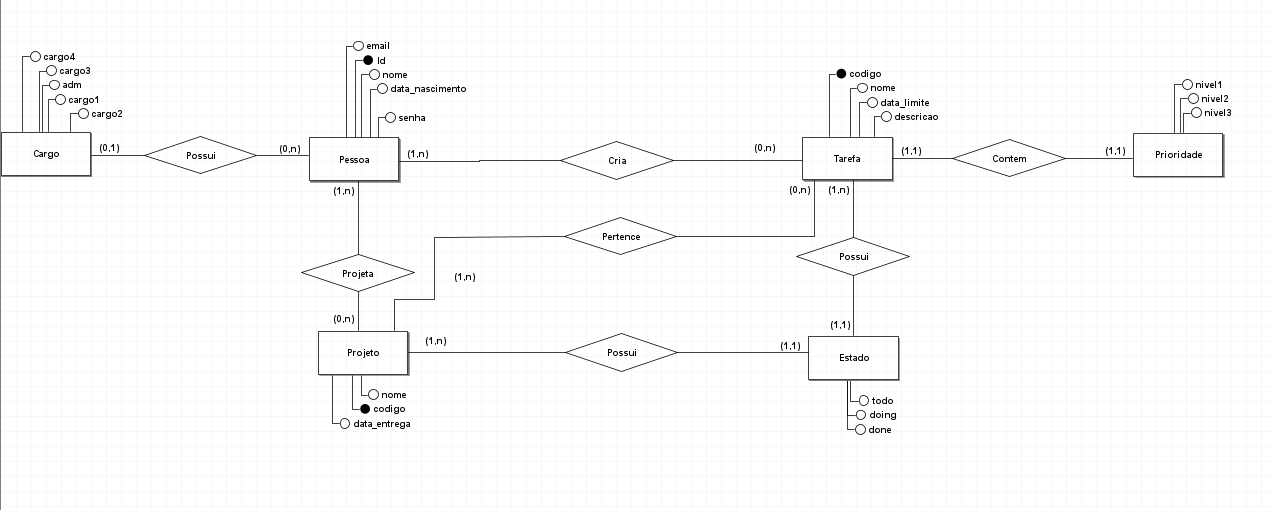 email
Id
nome
data_nascimento
senha
cargo4
cargo3
adm
cargo1
cargo2
codigo
nome
data_limite
descricao
nivel1
nivel2
nivel3
Cargo
(0,1)
Possui
(0,n)
Pessoa
(1,n)
Cria
(0,n)
Tarefa
(1,1)
Contem
(1,1)
Prioridade
(1,n)
(0,n)
(1,n)
Pertence
Possui
Projeta
(1,n)
(0,n)
(1,1)
Projeto
(1,n)
Possui
(1,1)
Estado
nome
codigo
data_entrega
todo
doing
done